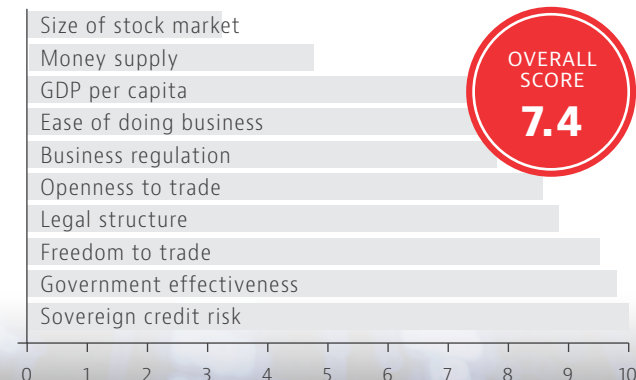 Size of stock market
Money supply
GDP per capita
Ease of doing business
Business regulation
Openness to trade
Legal structure
Freedom to trade
Government effectiveness
Sovereign credit risk
OVERALL
SCORE
7.4
0 1 2 3 4 5 6 7 8 9 10